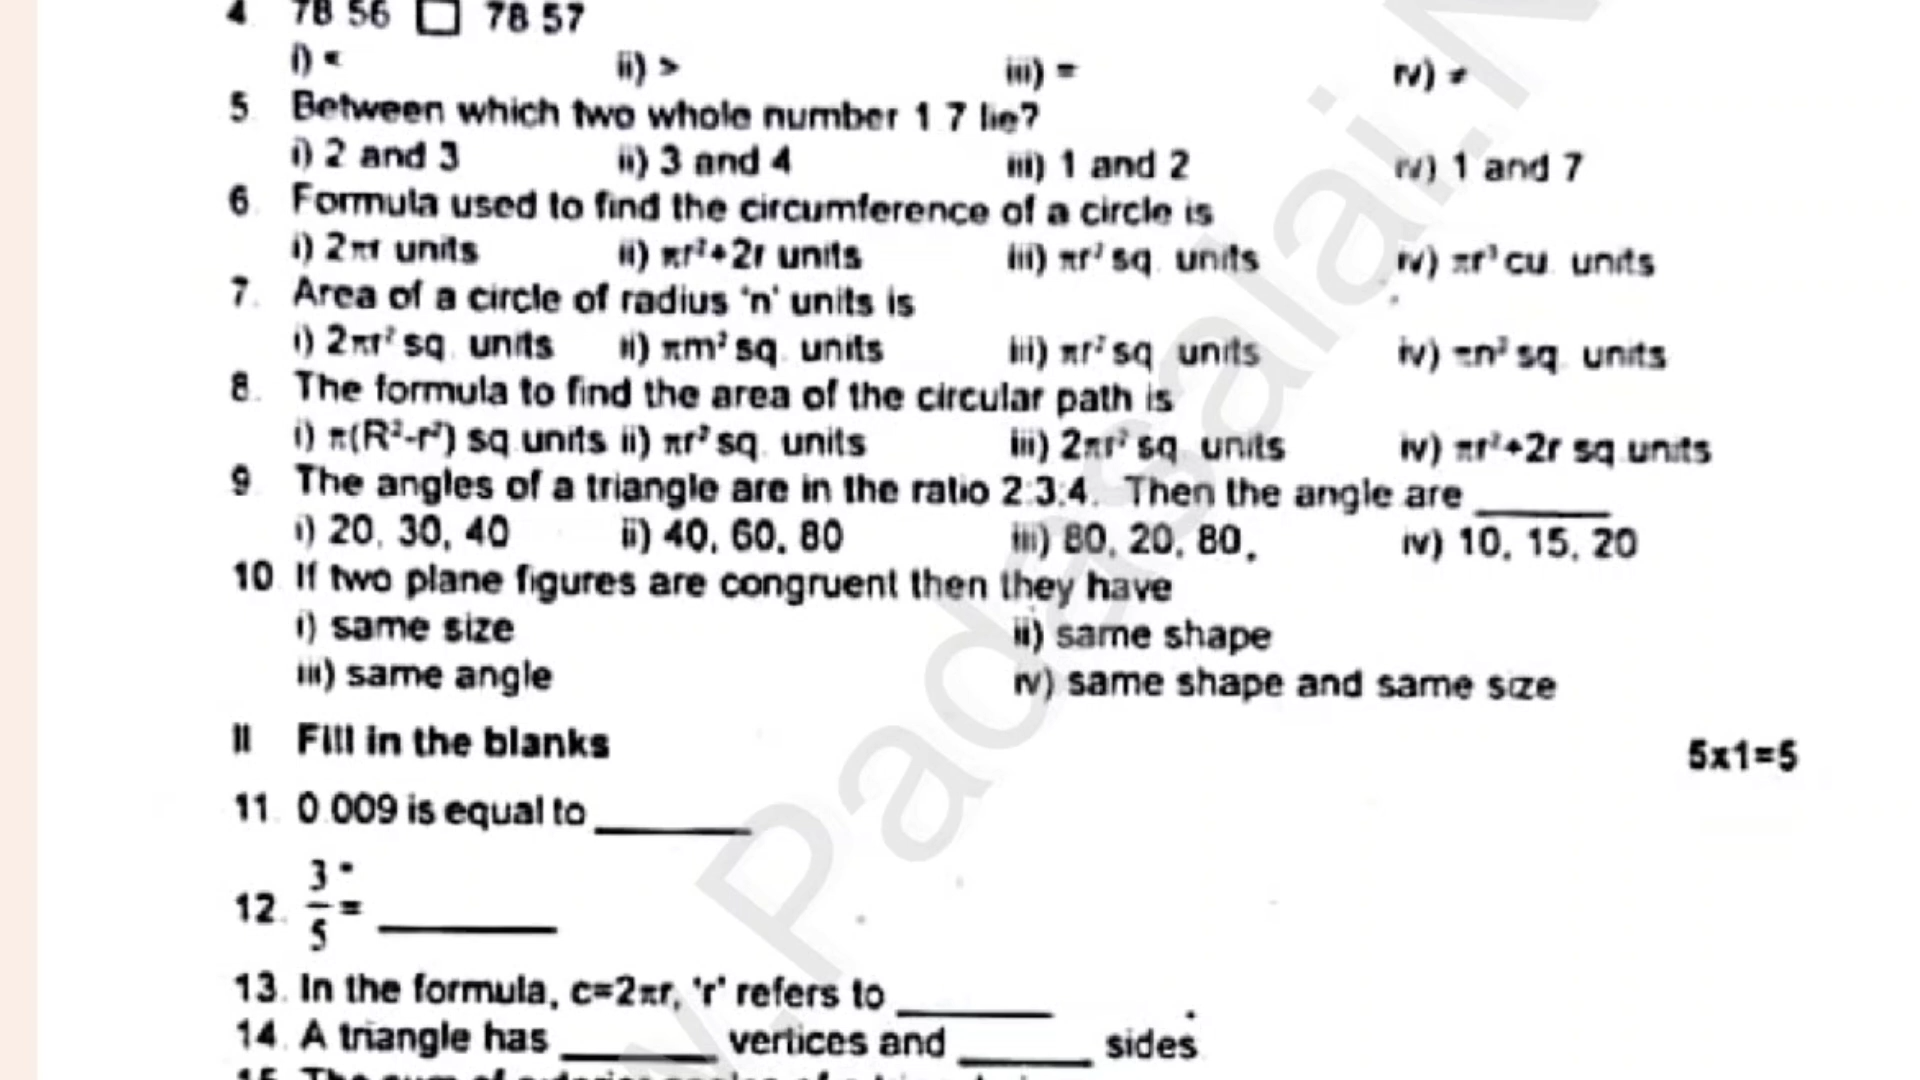 4 78 56 □ 78 57
i) < ii) > iii) = iv) ≠
5 Between which two whole number 1 7 lie?
i) 2 and 3 ii) 3 and 4 iii) 1 and 2 iv) 1 and 7
6. Formula used to find the circumference of a circle is
i) 2πr units ii) πr²+2r units iii) πr² sq. units iv) πr³ cu. units
7. Area of a circle of radius 'n' units is
i) 2πr² sq. units ii) πm² sq. units iii) πr² sq units iv) πn² sq. units
8. The formula to find the area of the circular path is
i) π(R²-r²) sq.units ii) πr² sq. units iii) 2πr² sq. units iv) πr²+2r sq.units
9 The angles of a triangle are in the ratio 2:3:4. Then the angle are ______
i) 20, 30, 40 ii) 40, 60, 80 iii) 80, 20, 80, iv) 10, 15, 20
10 If two plane figures are congruent then they have
i) same size ii) same shape
iii) same angle iv) same shape and same size
II Fill in the blanks 5x1=5
11. 0 009 is equal to ______
12. 3/5 = ______
13. In the formula, c=2πr, 'r' refers to ______
14. A triangle has ______ vertices and ______ sides